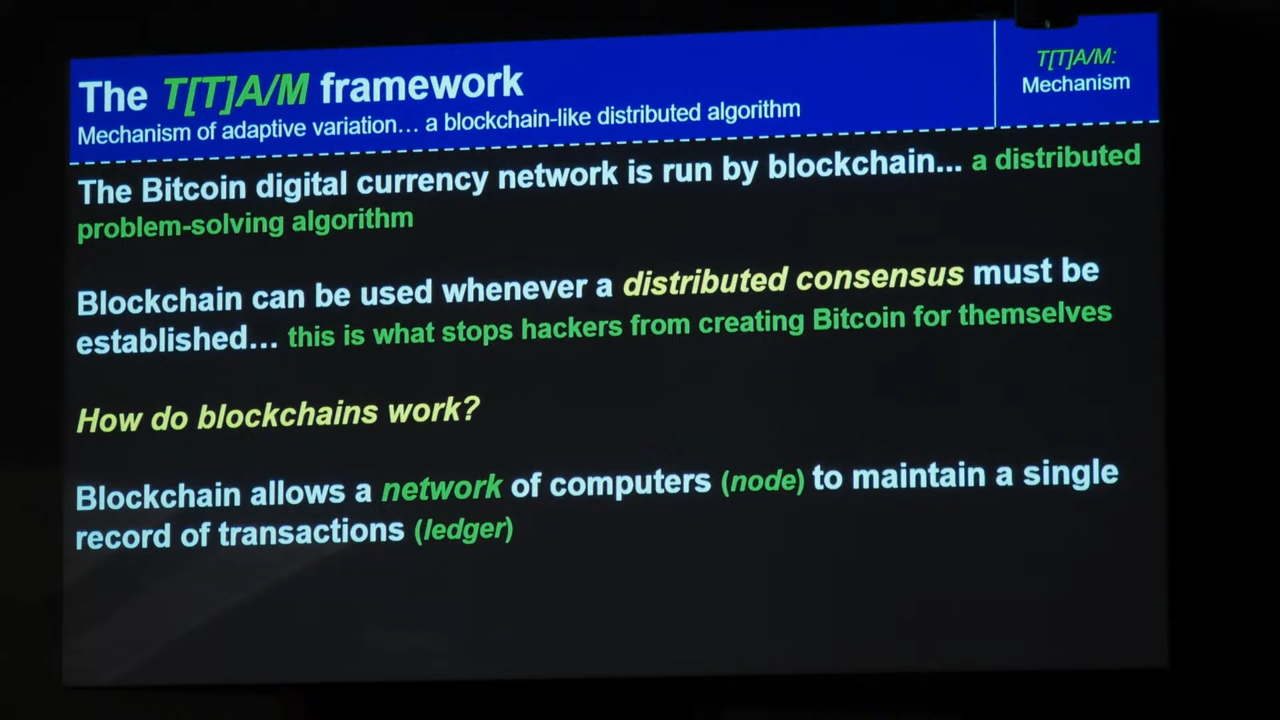 The T[T]A/M framework
Mechanism of adaptive variation... a blockchain-like distributed algorithm
T[T]A/M:
Mechanism
The Bitcoin digital currency network is run by blockchain... a distributed
problem-solving algorithm
Blockchain can be used whenever a distributed consensus must be
established... this is what stops hackers from creating Bitcoin for themselves
How do blockchains work?
Blockchain allows a network of computers (node) to maintain a single
record of transactions (ledger)